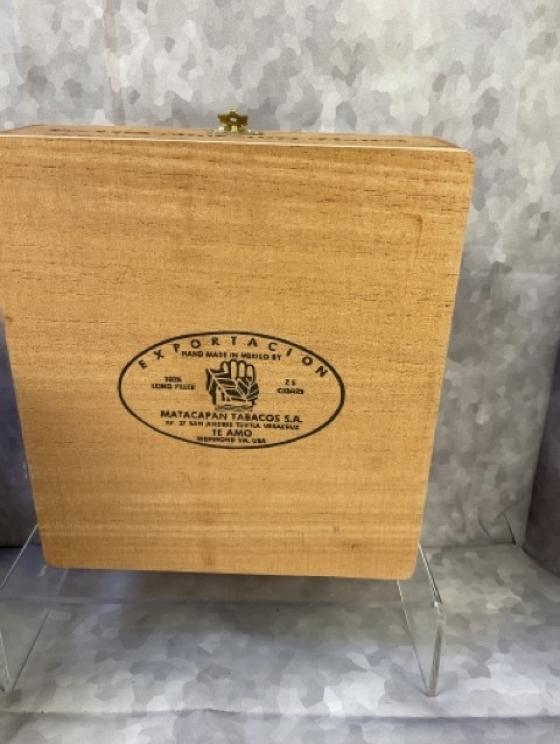 EXPORTACION
HAND MADE IN MEXICO BY
100% LONG FILLER
25 CIGARS
MATACAPAN TABACOS S.A.
SAN ANDRES TUXTLA VERACRUZ
TE AMO
RICHMOND VA. USA